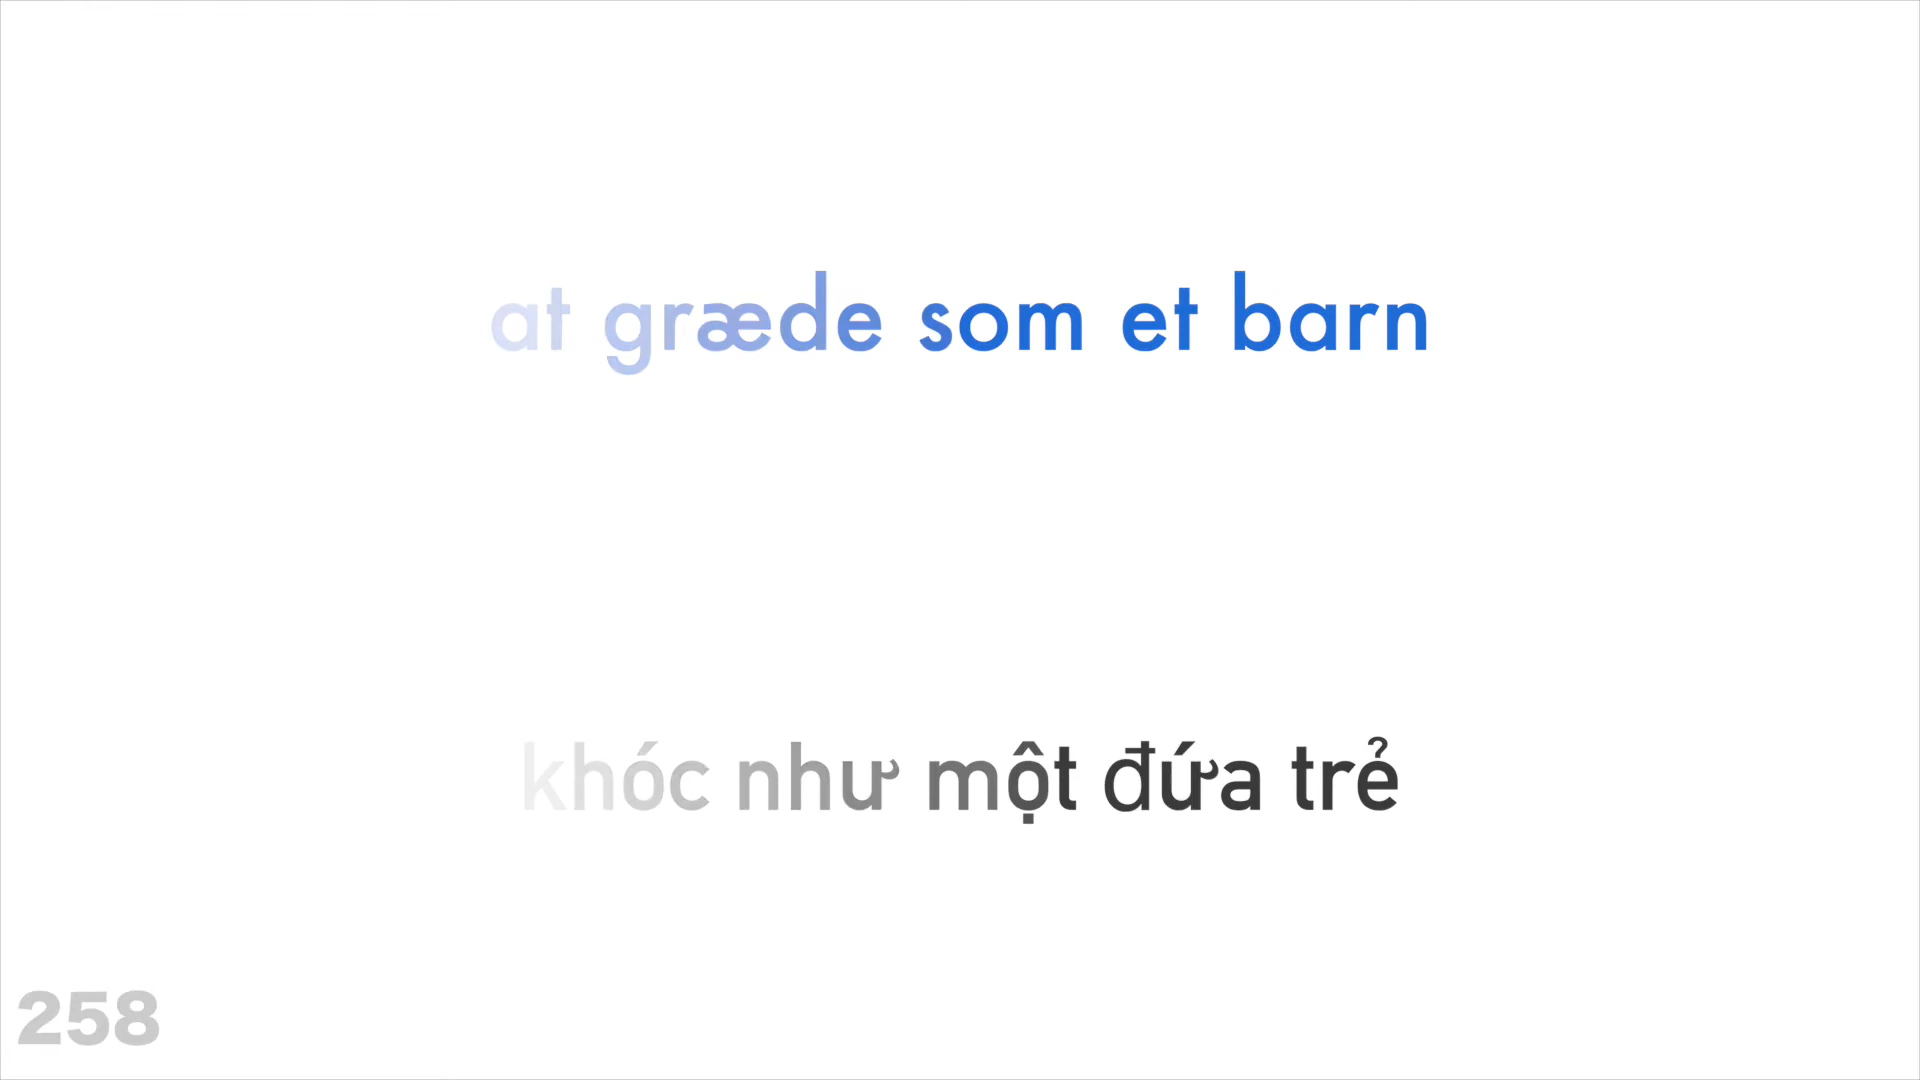 at græde som et barn
khóc như một đứa trẻ
258